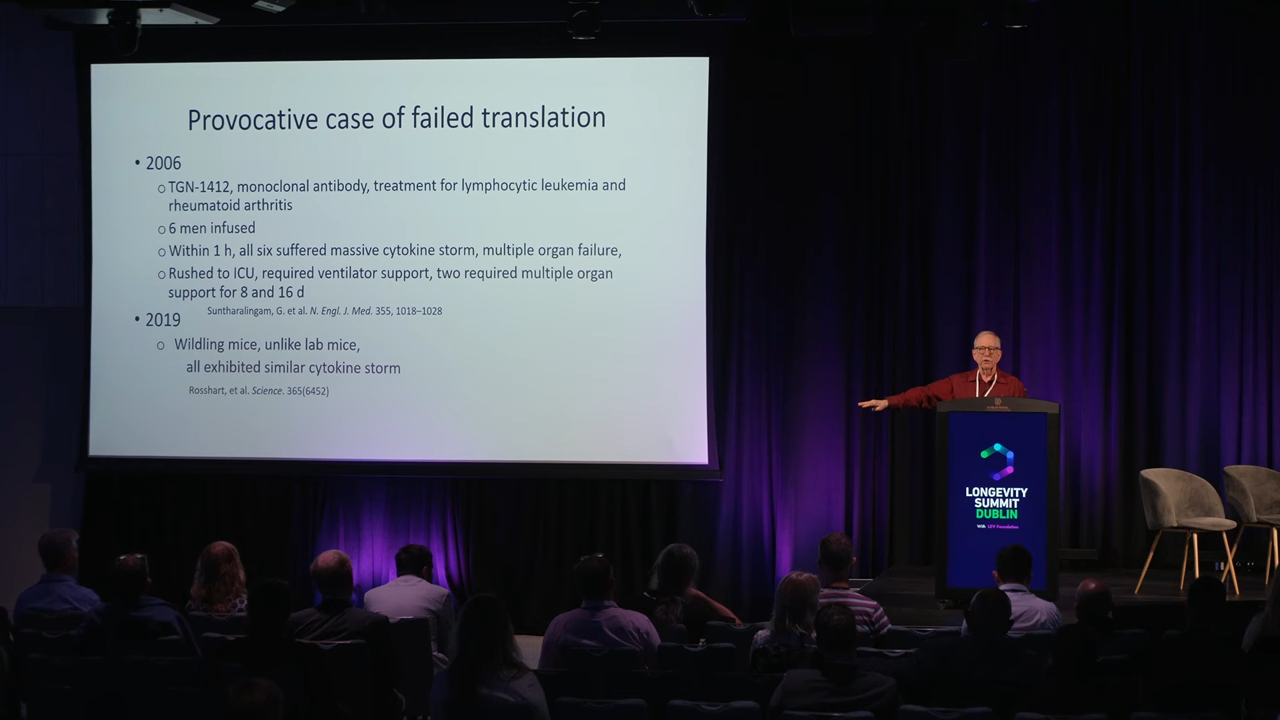 Provocative case of failed translation
• 2006
o TGN-1412, monoclonal antibody, treatment for lymphocytic leukemia and
rheumatoid arthritis
o 6 men infused
o Within 1 h, all six suffered massive cytokine storm, multiple organ failure,
o Rushed to ICU, required ventilator support, two required multiple organ
support for 8 and 16 d
Suntharalingam, G. et al. N. Engl. J. Med. 355, 1018–1028
• 2019
o Wildling mice, unlike lab mice,
all exhibited similar cytokine storm
Rosshart, et al. Science. 365(6452)
LONGEVITY
SUMMIT
DUBLIN
With LEV Foundation